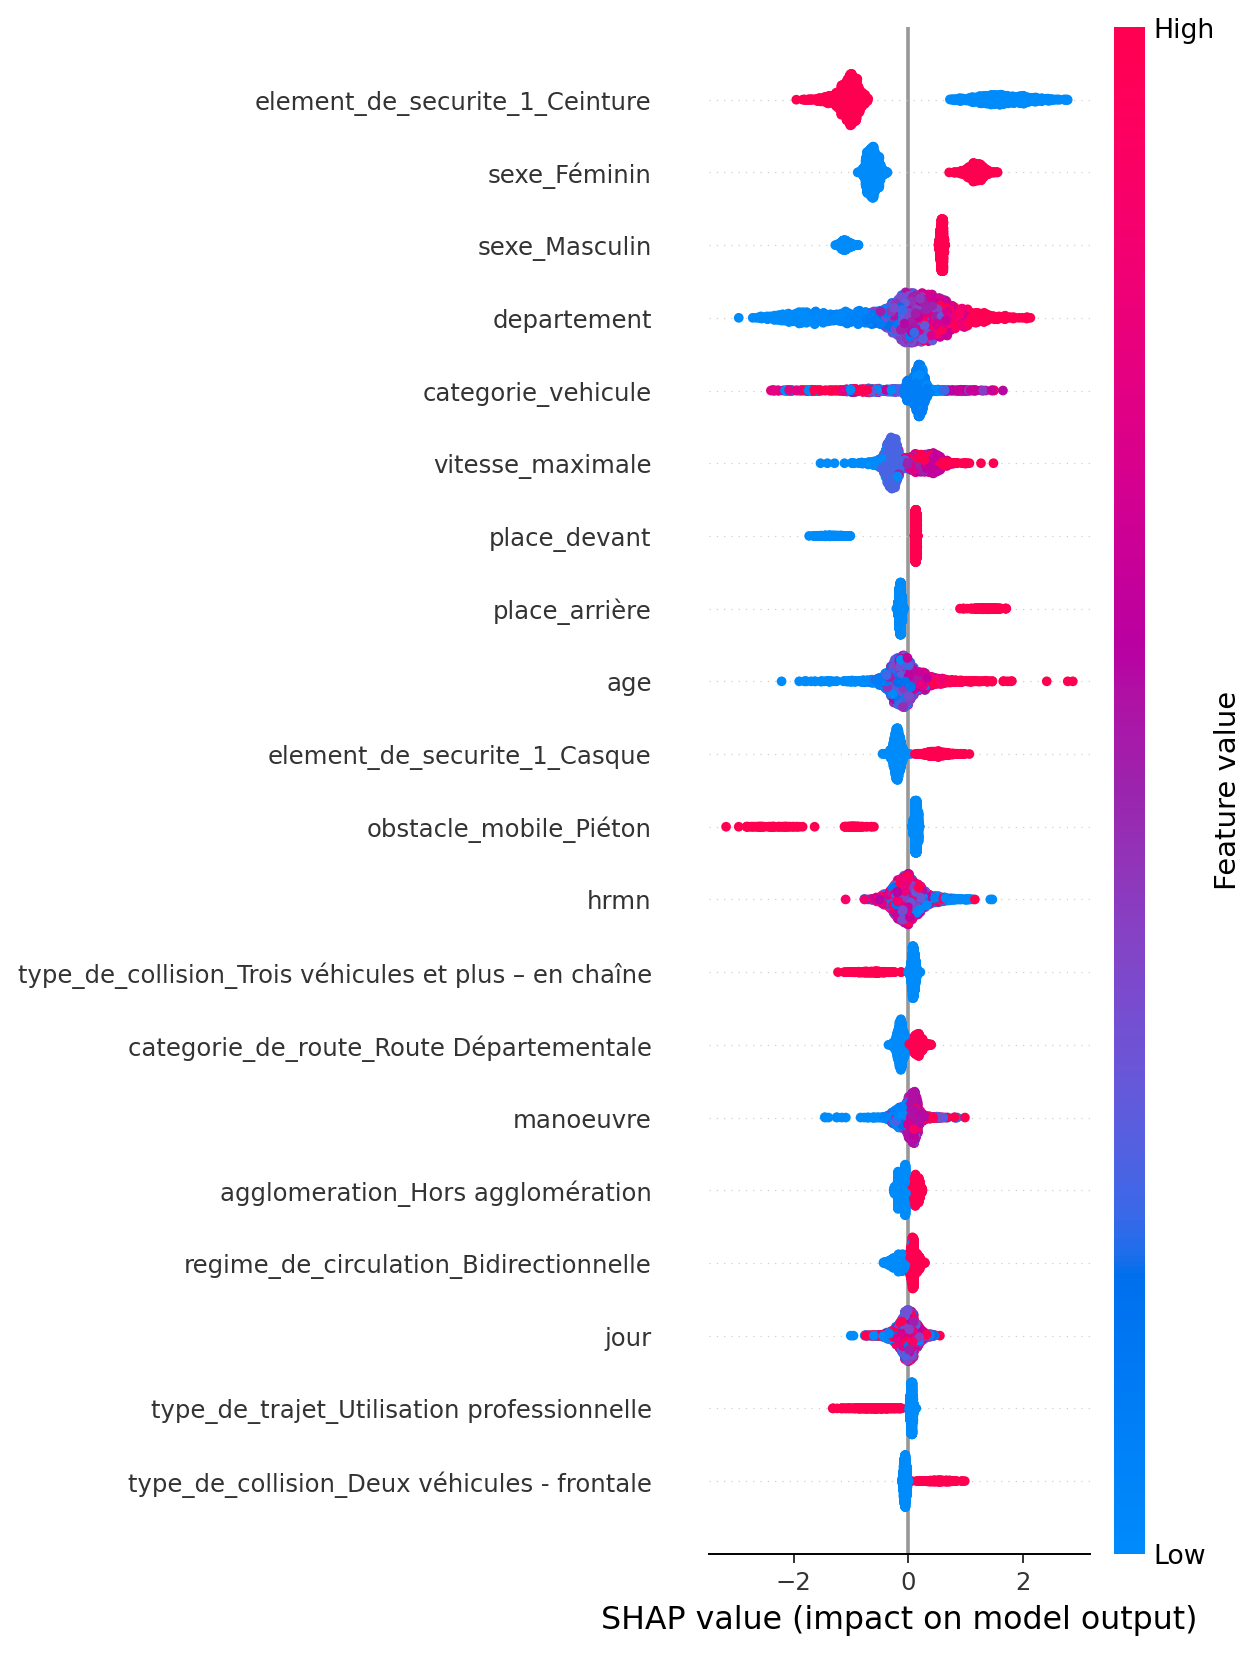 High
element_de_securite_1_Ceinture
sexe_Féminin
sexe_Masculin
departement
categorie_vehicule
vitesse_maximale
place_devant
place_arrière
age
element_de_securite_1_Casque
obstacle_mobile_Piéton
hrmn
type_de_collision_Trois véhicules et plus – en chaîne
categorie_de_route_Route Départementale
manoeuvre
agglomeration_Hors agglomération
regime_de_circulation_Bidirectionnelle
jour
type_de_trajet_Utilisation professionnelle
type_de_collision_Deux véhicules - frontale
Feature value
Low
−2 0 2
SHAP value (impact on model output)